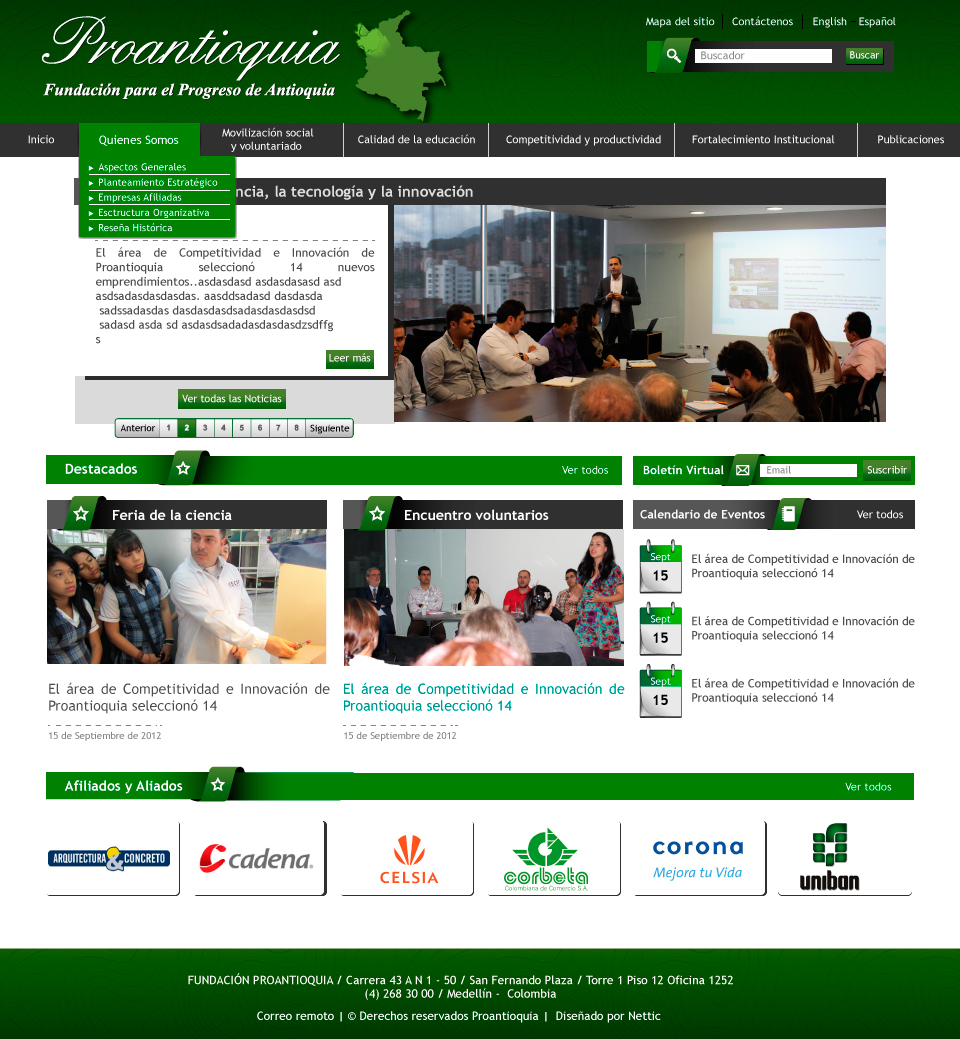 Proantioquia
Fundación para el Progreso de Antioquia
Mapa del sitio
Contáctenos
English
Español
Buscador
Buscar
Inicio
Quienes Somos
Movilización social
y voluntariado
Calidad de la educación
Competitividad y productividad
Fortalecimiento Institucional
Publicaciones
Aspectos Generales
Planteamiento Estratégico
Empresas Afiliadas
Esctructura Organizativa
Reseña Histórica
ncia, la tecnología y la innovación
El área de Competitividad e Innovación de
Proantioquia seleccionó 14 nuevos
emprendimientos..asdasdasd asdasdasasd asd
asdsadasdasdasdas. aasddsadasd dasdasda
sadssadasdas dasdasdasdsadasdasdasdsd
sadasd asda sd asdasdsadadasdasdasdzsdffg
s
Leer más
Ver todas las Noticias
Anterior 1 2 3 4 5 6 7 8 Siguiente
Destacados
Ver todos
Boletín Virtual
Email
Suscribir
Feria de la ciencia
Encuentro voluntarios
Calendario de Eventos
Ver todos
Sept
15
El área de Competitividad e Innovación de
Proantioquia seleccionó 14
Sept
15
El área de Competitividad e Innovación de
Proantioquia seleccionó 14
Sept
15
El área de Competitividad e Innovación de
Proantioquia seleccionó 14
El área de Competitividad e Innovación de
Proantioquia seleccionó 14
15 de Septiembre de 2012
El área de Competitividad e Innovación de
Proantioquia seleccionó 14
15 de Septiembre de 2012
Afiliados y Aliados
Ver todos
ARQUITECTURA & CONCRETO
cadena
CELSIA
corbeta
Colombiana de Comercio S.A.
corona
Mejora tu Vida
uniban
FUNDACIÓN PROANTIOQUIA / Carrera 43 A N 1 - 50 / San Fernando Plaza / Torre 1 Piso 12 Oficina 1252
(4) 268 30 00 / Medellín - Colombia
Correo remoto | © Derechos reservados Proantioquia | Diseñado por Nettic